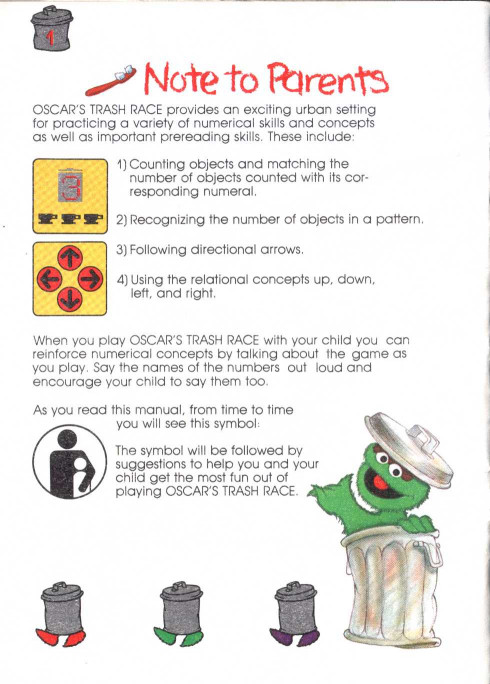 1
Note to Parents
OSCAR'S TRASH RACE provides an exciting urban setting
for practicing a variety of numerical skills and concepts
as well as important prereading skills. These include:
1) Counting objects and matching the
number of objects counted with its cor-
responding numeral.
3
2) Recognizing the number of objects in a pattern.
3) Following directional arrows.
4) Using the relational concepts up, down,
left, and right.
When you play OSCAR'S TRASH RACE with your child you can
reinforce numerical concepts by talking about the game as
you play. Say the names of the numbers out loud and
encourage your child to say them too.
As you read this manual, from time to time
you will see this symbol:
The symbol will be followed by
suggestions to help you and your
child get the most fun out of
playing OSCAR'S TRASH RACE.